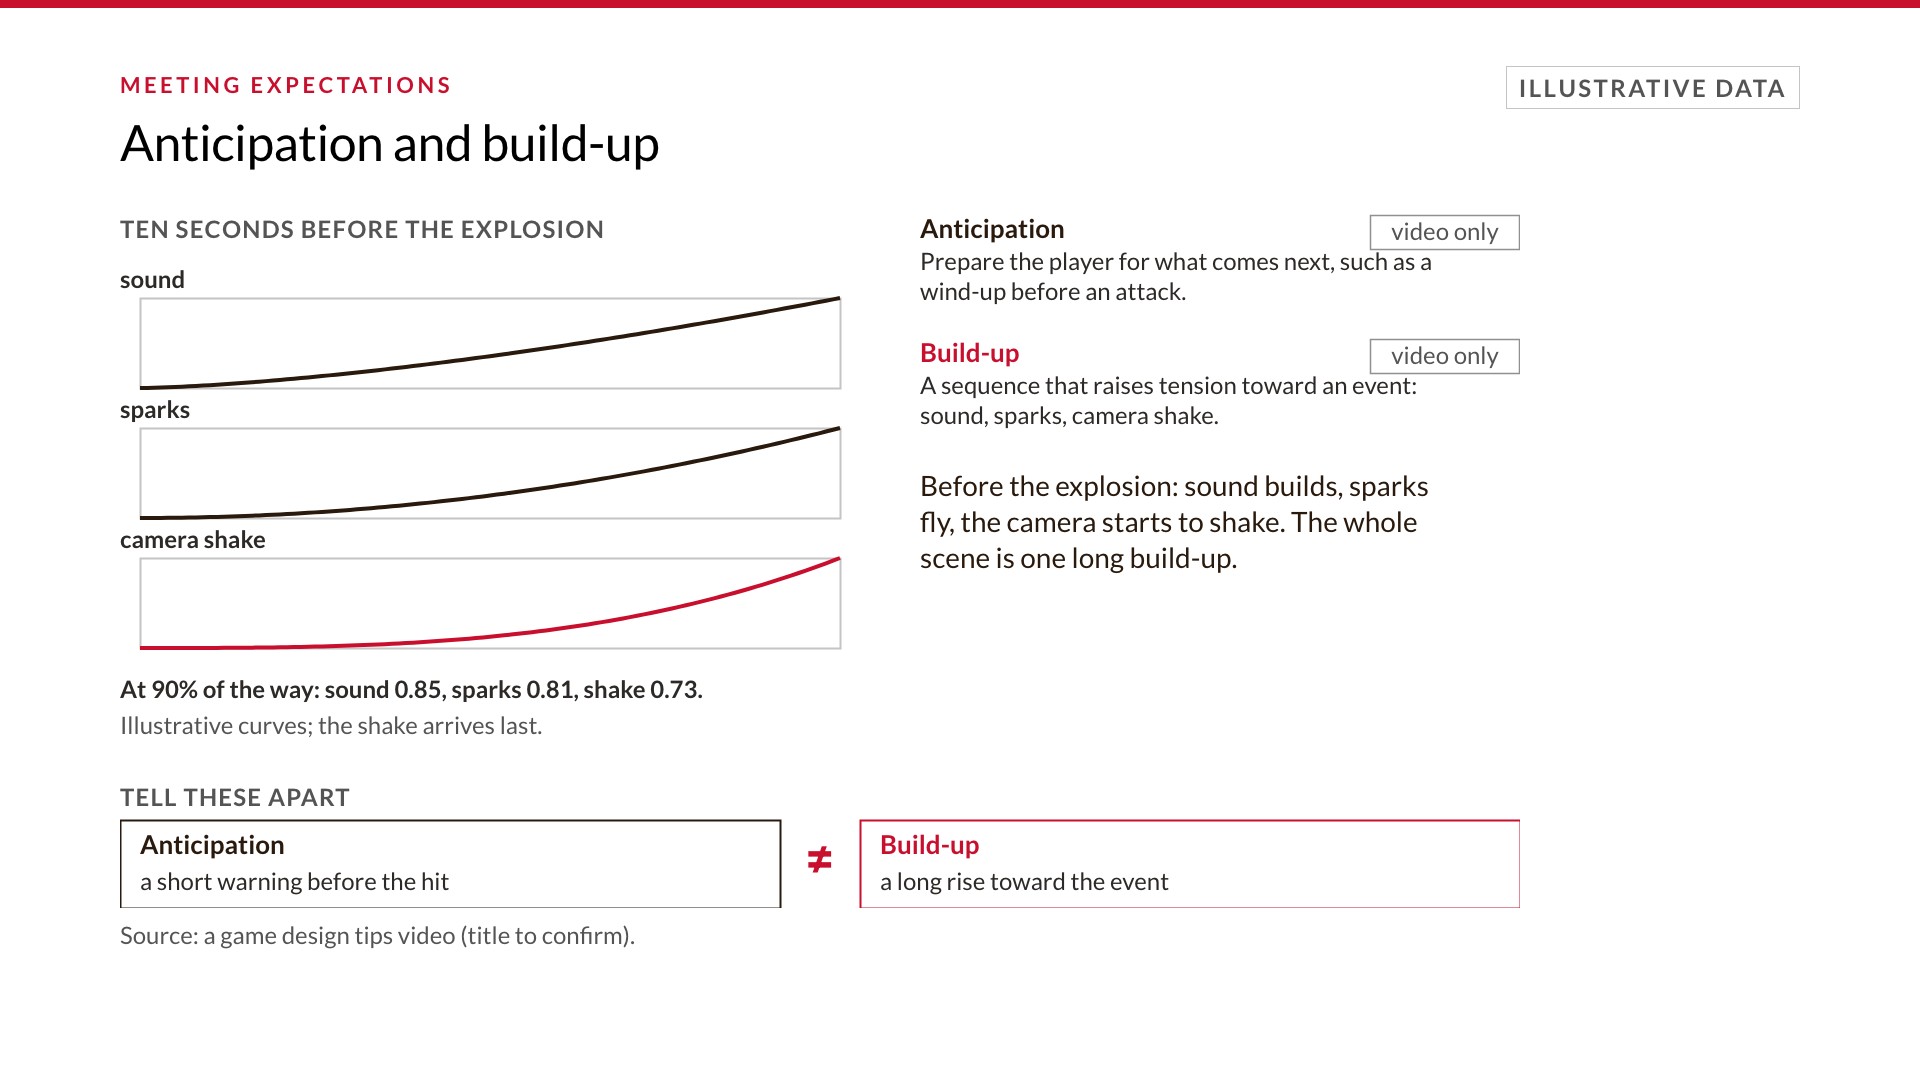 MEETING EXPECTATIONS
ILLUSTRATIVE DATA
Anticipation and build-up
TEN SECONDS BEFORE THE EXPLOSION
sound
sparks
camera shake
At 90% of the way: sound 0.85, sparks 0.81, shake 0.73.
Illustrative curves; the shake arrives last.
Anticipation
video only
Prepare the player for what comes next, such as a
wind-up before an attack.
Build-up
video only
A sequence that raises tension toward an event:
sound, sparks, camera shake.
Before the explosion: sound builds, sparks
fly, the camera starts to shake. The whole
scene is one long build-up.
TELL THESE APART
Anticipation
a short warning before the hit
≠
Build-up
a long rise toward the event
Source: a game design tips video (title to confirm).